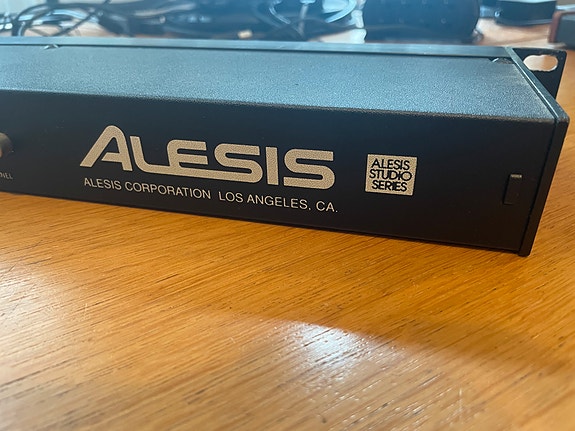 ALESIS
ALESIS CORPORATION LOS ANGELES, CA.
ALESIS
STUDIO
SERIES